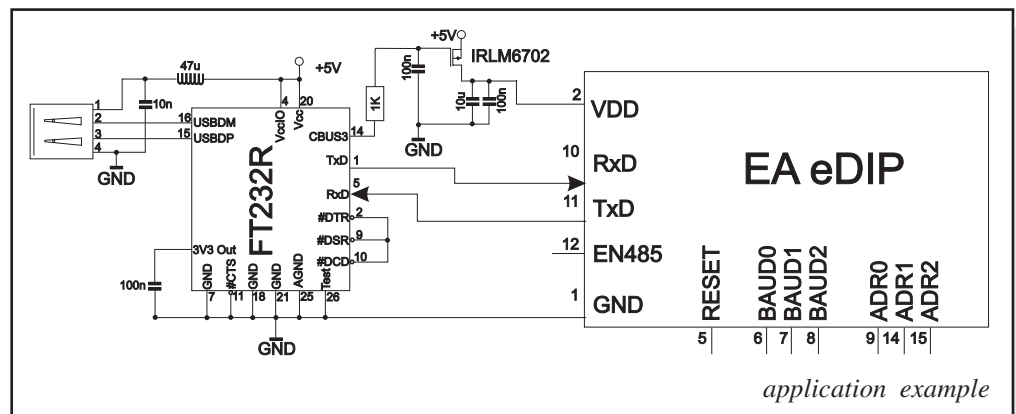 47u
+5V
10n
1
2
3
4
GND
16 USBDM
15 USBDP
4
20
VccIO
Vcc
FT232R
CBUS3 14
TxD 1
RxD 5
#DTR 2
#DSR 9
#DCD 10
3V3 Out
100n
GND
#CTS
GND
GND
AGND
Test
7
11
18
21
25
26
GND
1K
100n
GND
+5V
IRLM6702
10u
100n
2 VDD
10 RxD
11 TxD
12 EN485
1 GND
EA eDIP
RESET
BAUD0
BAUD1
BAUD2
ADR0
ADR1
ADR2
5
6
7
8
9
14
15
application example